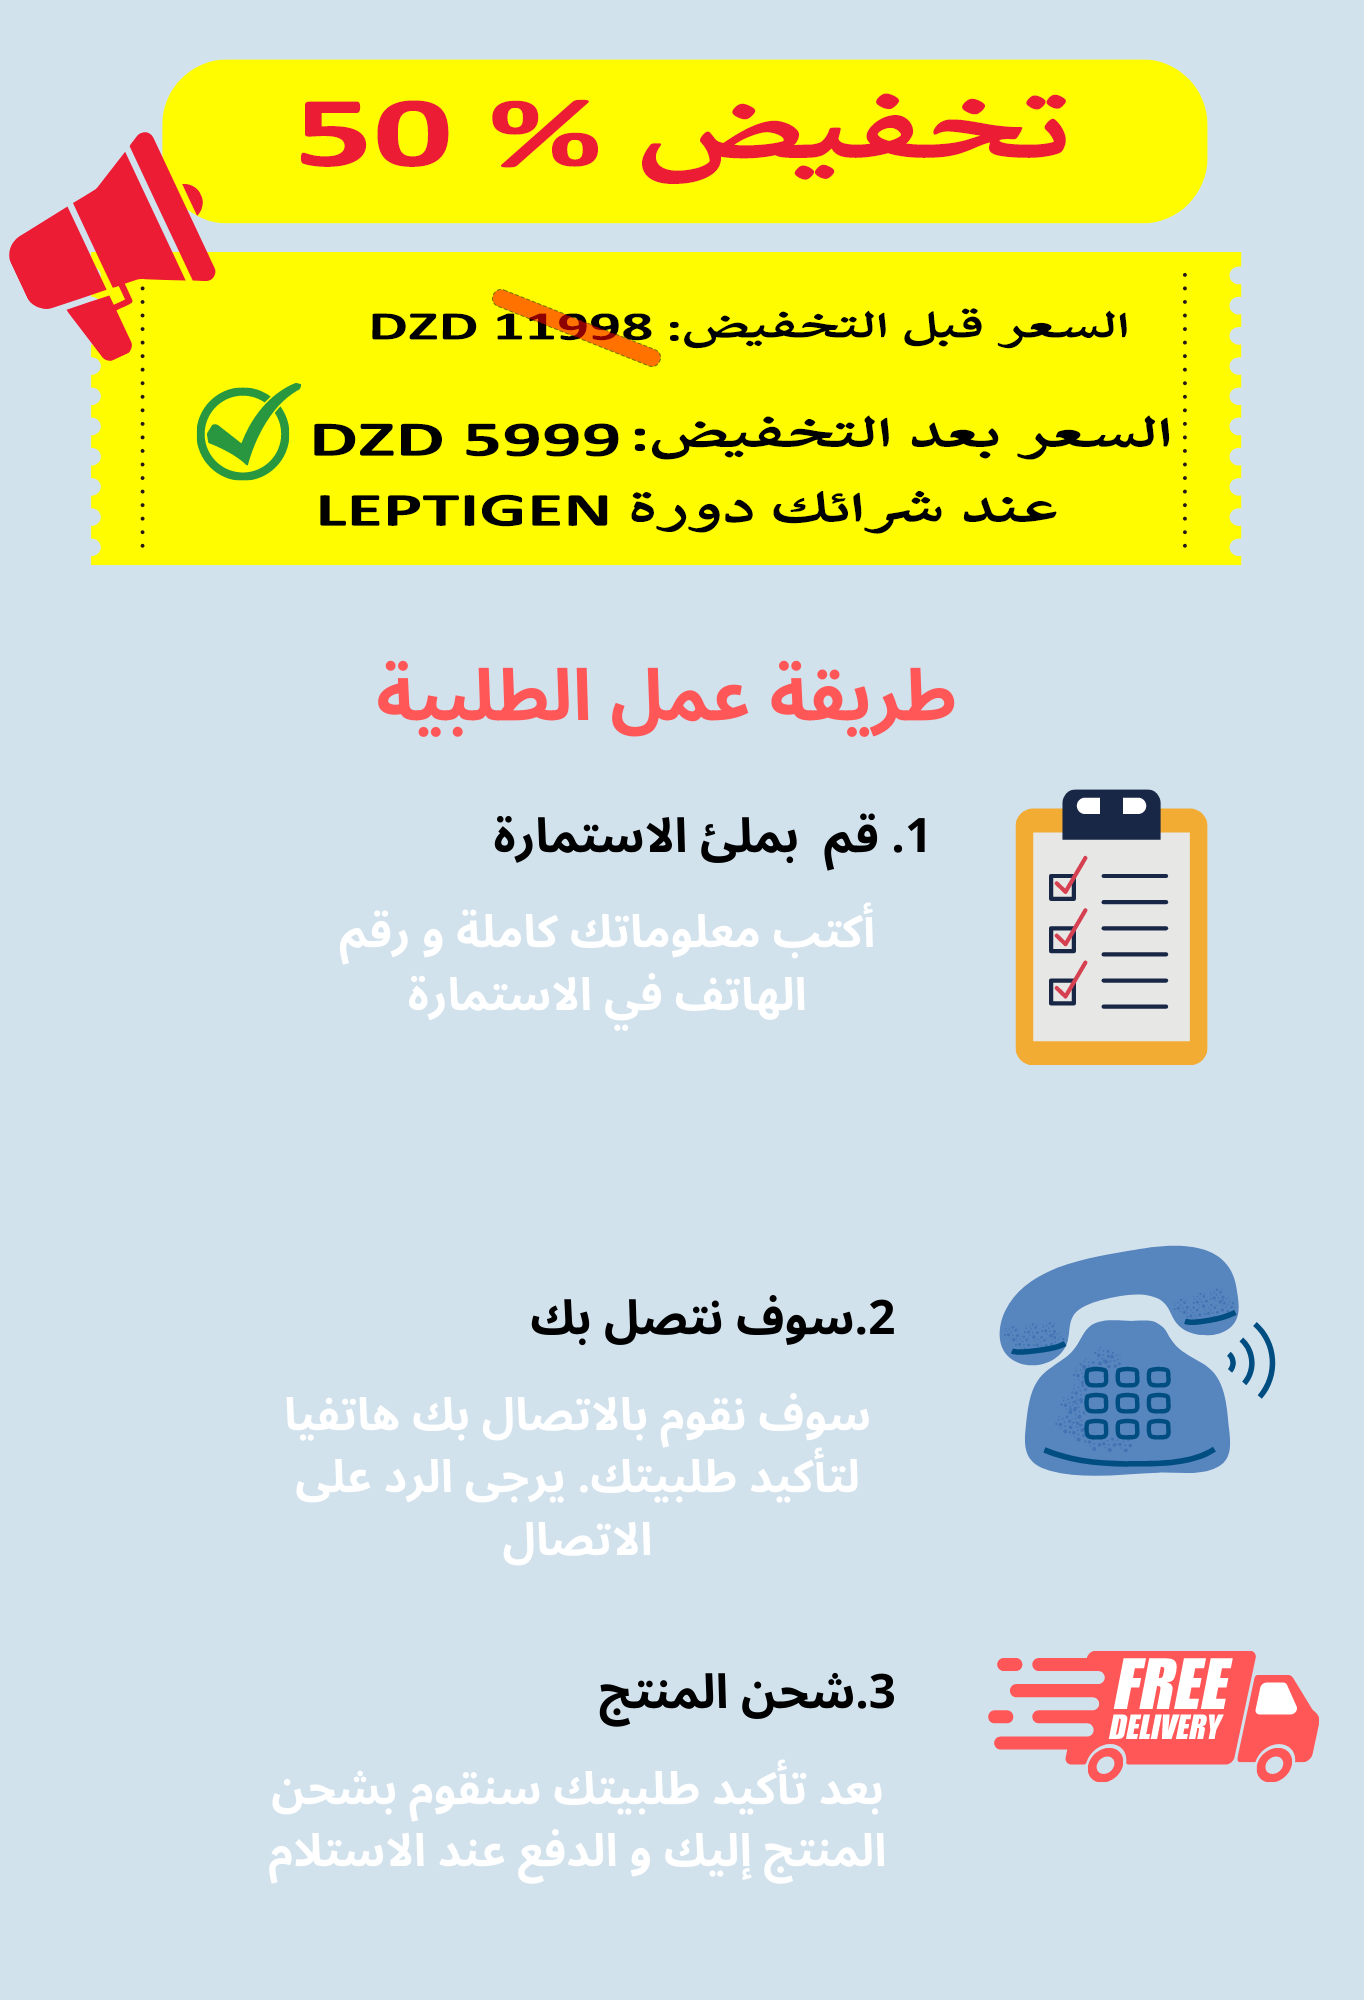 تخفيض % 50
السعر قبل التخفيض: 11998 DZD
السعر بعد التخفيض: 5999 DZD
عند شرائك دورة LEPTIGEN
طريقة عمل الطلبية
1. قم بملئ الاستمارة
أكتب معلوماتك كاملة و رقم
الهاتف في الاستمارة
2.سوف نتصل بك
سوف نقوم بالاتصال بك هاتفيا
لتأكيد طلبيتك. يرجى الرد على
الاتصال
FREE
DELIVERY
3.شحن المنتج
بعد تأكيد طلبيتك سنقوم بشحن
المنتج إليك و الدفع عند الاستلام